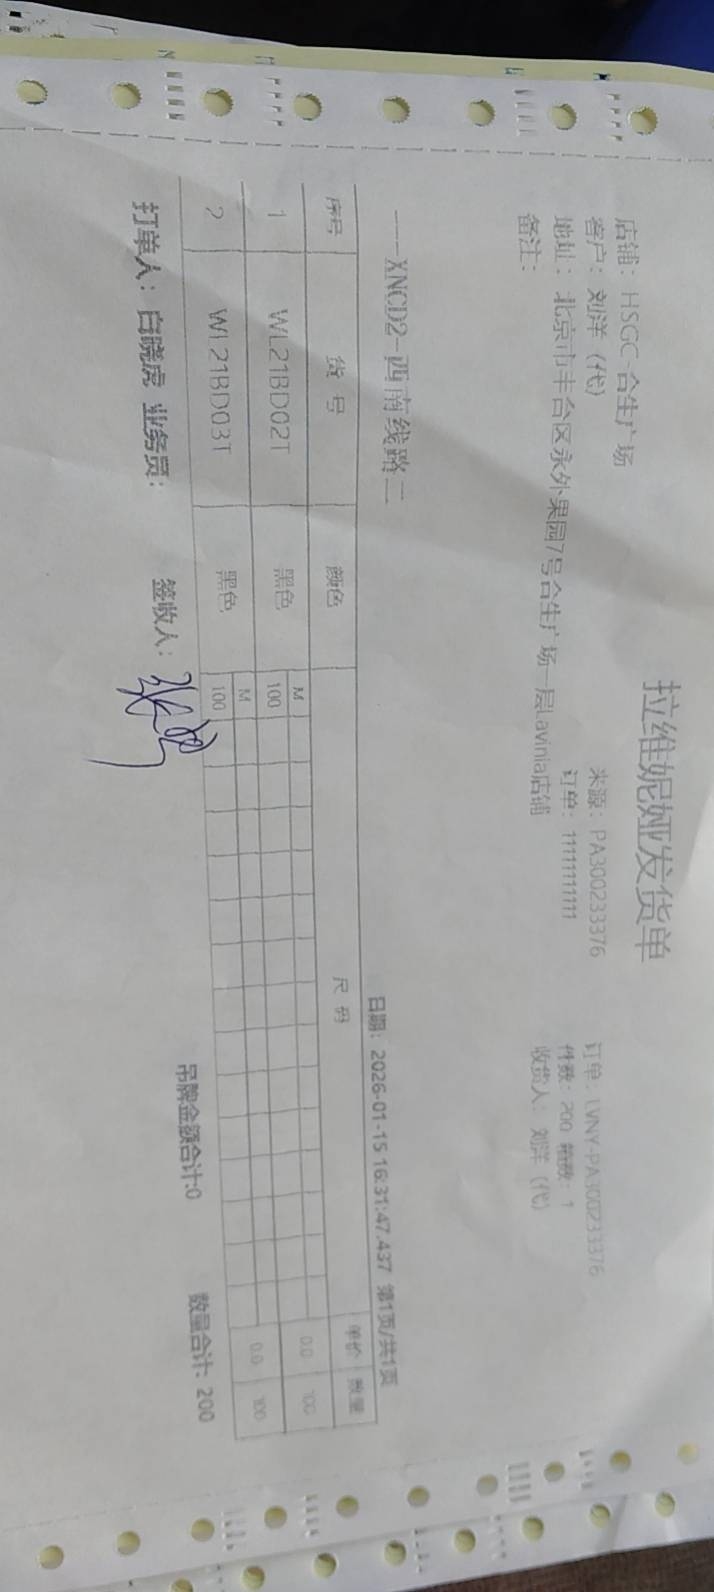 拉维妮娅发货单
店铺：HSGC-合生广场
客户：刘洋（代） 来源：PA300233376 订单：LVNY-PA300233376
地址：北京市丰台区永外果园7号合生广场一层Lavinia店铺 订单：11111111111 件数：200 箱数：1
备注： 收货人：刘洋（代）
----XNCD2-西南线路二 日期：2026-01-15 16:31:47.437 第1页/共1页
序号 货号 颜色 尺码 单价 数量
M
1 WL21BD02T 黑色 100 0.0 100
M
2 WL21BD03T 黑色 100 0.0 100
吊牌金额合计:0 数量合计: 200
打单人：白晓虎 业务员： 签收人：